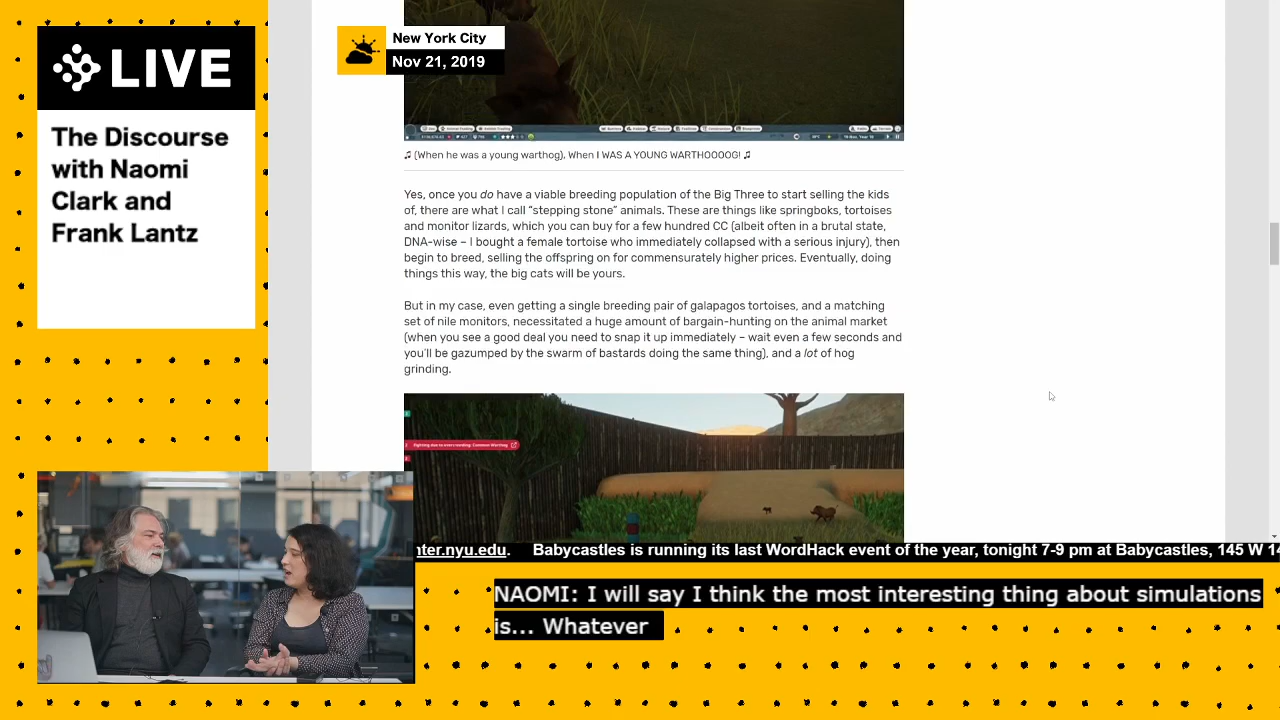 LIVE
The Discourse
with Naomi
Clark and
Frank Lantz
New York City
Nov 21, 2019
♫ (When he was a young warthog), When I WAS A YOUNG WARTHOOOOG! ♫
Yes, once you do have a viable breeding population of the Big Three to start selling the kids
of, there are what I call “stepping stone” animals. These are things like springboks, tortoises
and monitor lizards, which you can buy for a few hundred CC (albeit often in a brutal state,
DNA-wise – I bought a female tortoise who immediately collapsed with a serious injury), then
begin to breed, selling the offspring on for commensurately higher prices. Eventually, doing
things this way, the big cats will be yours.
But in my case, even getting a single breeding pair of galapagos tortoises, and a matching
set of nile monitors, necessitated a huge amount of bargain-hunting on the animal market
(when you see a good deal you need to snap it up immediately – wait even a few seconds and
you’ll be gazumped by the swarm of bastards doing the same thing), and a lot of hog
grinding.
Fighting due to overcrowding: Common Warthog
nter.nyu.edu. Babycastles is running its last WordHack event of the year, tonight 7-9 pm at Babycastles, 145 W 14
NAOMI: I will say I think the most interesting thing about simulations
is... Whatever